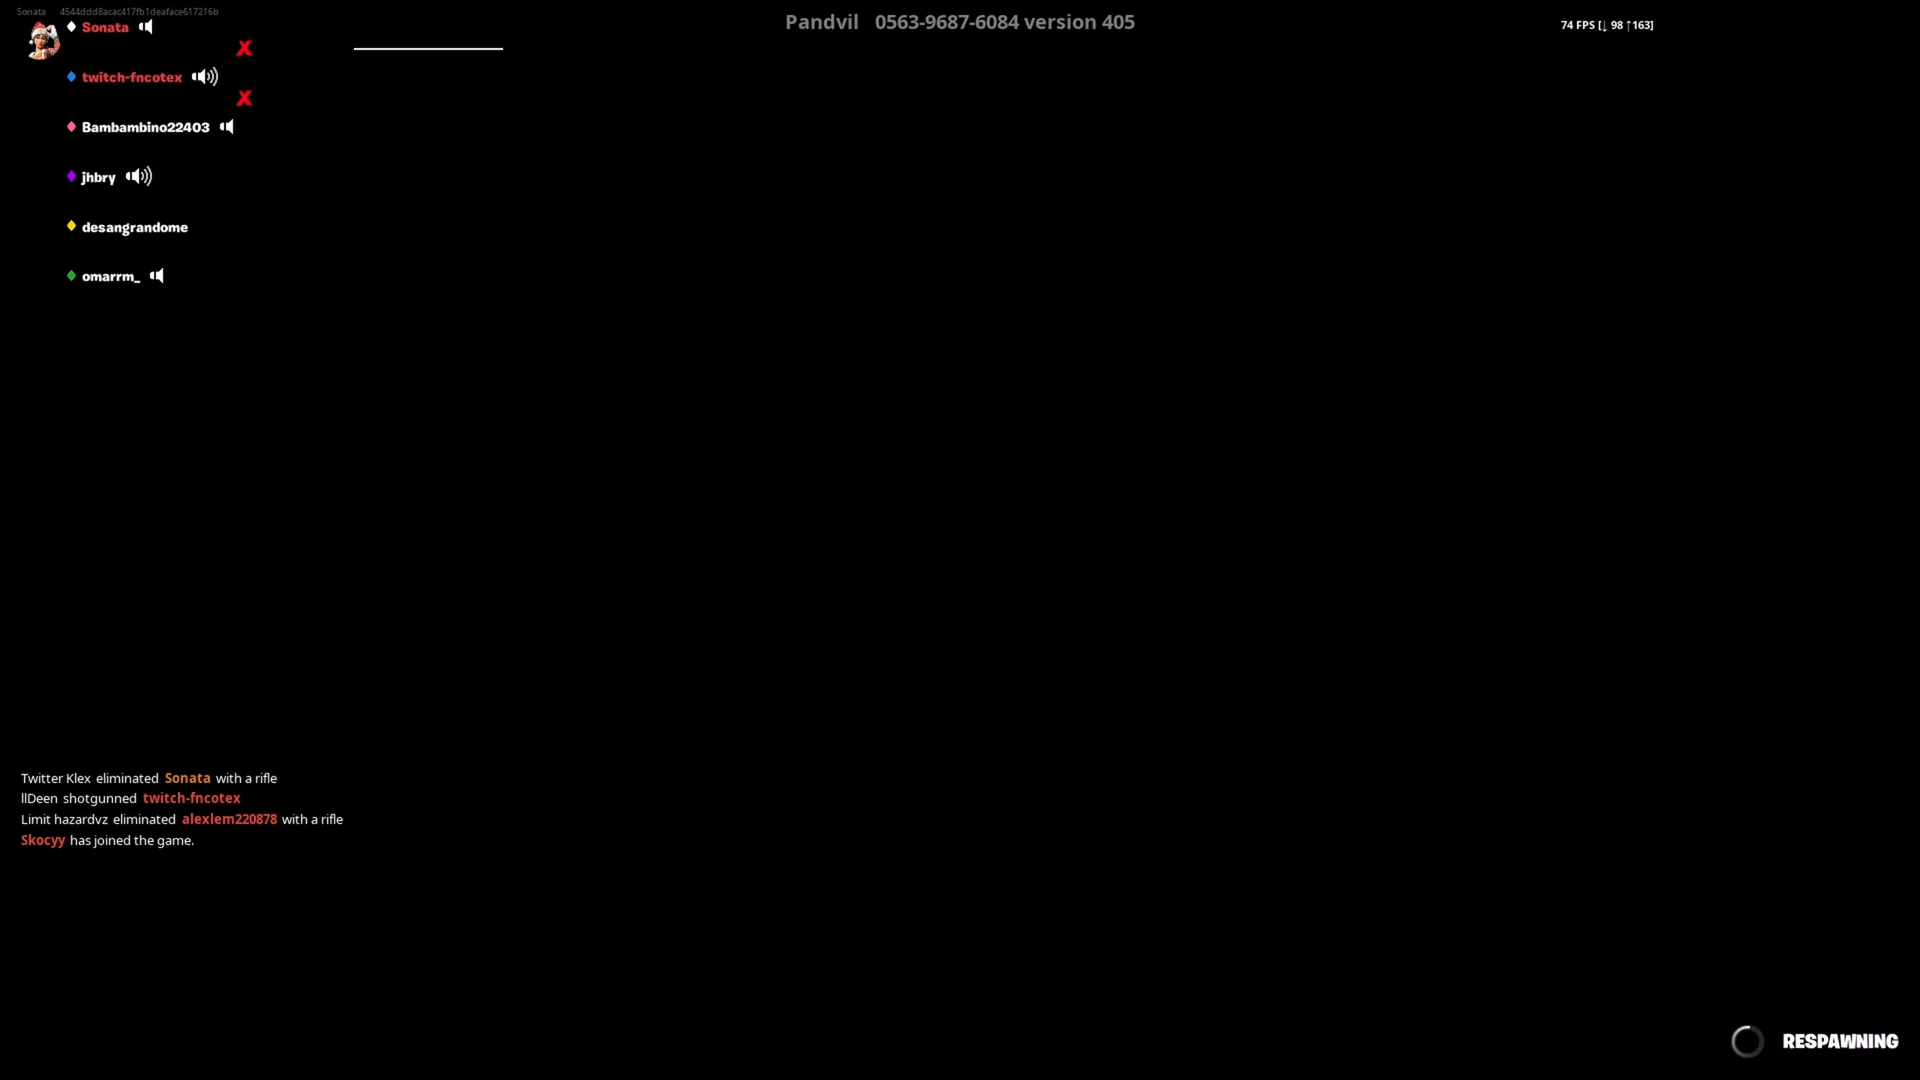 Sonata 4544ddd8acac417fb1deaface617216b
Sonata
X
twitch-fncotex
X
Bambambino22403
jhbry
desangrandome
omarrm_
Pandvil 0563-9687-6084 version 405
74 FPS [↓ 98 ↑163]
Twitter Klex eliminated Sonata with a rifle
llDeen shotgunned twitch-fncotex
Limit hazardvz eliminated alexlem220878 with a rifle
Skocyy has joined the game.
RESPAWNING